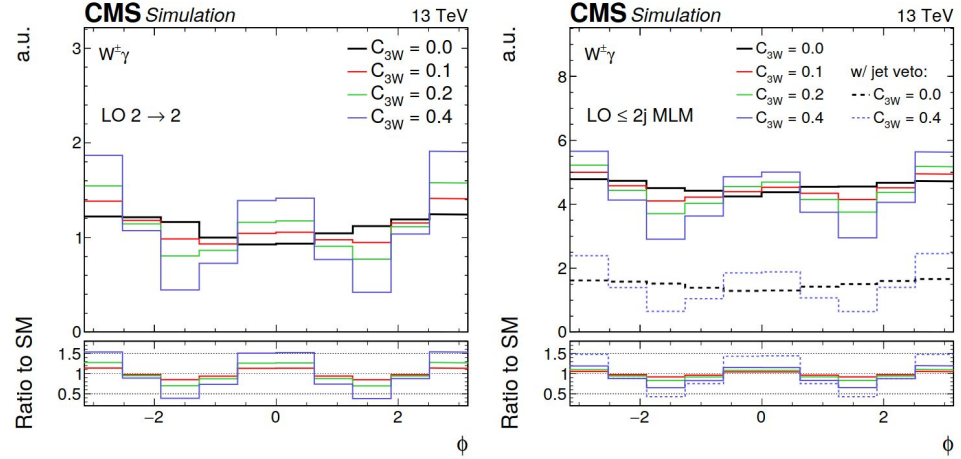 CMS Simulation 13 TeV
a.u.
W±γ
C3W = 0.0
C3W = 0.1
C3W = 0.2
C3W = 0.4
LO 2 → 2
3
2
1
0
Ratio to SM
1.5
1
0.5
−2 0 2
ϕ
CMS Simulation 13 TeV
a.u.
W±γ
C3W = 0.0
C3W = 0.1
C3W = 0.2
C3W = 0.4
w/ jet veto:
C3W = 0.0
C3W = 0.4
LO ≤ 2j MLM
8
6
4
2
0
Ratio to SM
1.5
1
0.5
−2 0 2
ϕ